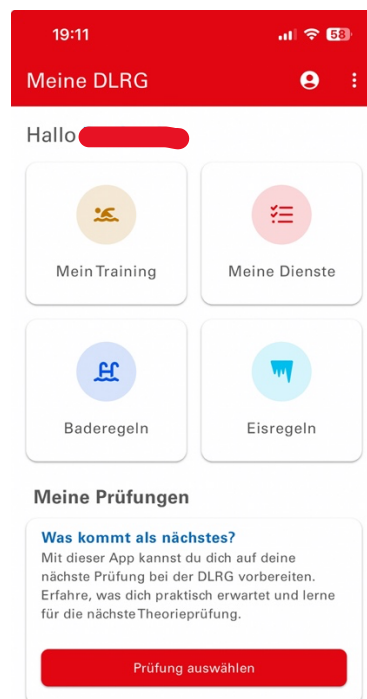 19:11
58
Meine DLRG
Hallo
Mein Training
Meine Dienste
Baderegeln
Eisregeln
Meine Prüfungen
Was kommt als nächstes?
Mit dieser App kannst du dich auf deine
nächste Prüfung bei der DLRG vorbereiten.
Erfahre, was dich praktisch erwartet und lerne
für die nächste Theorieprüfung.
Prüfung auswählen